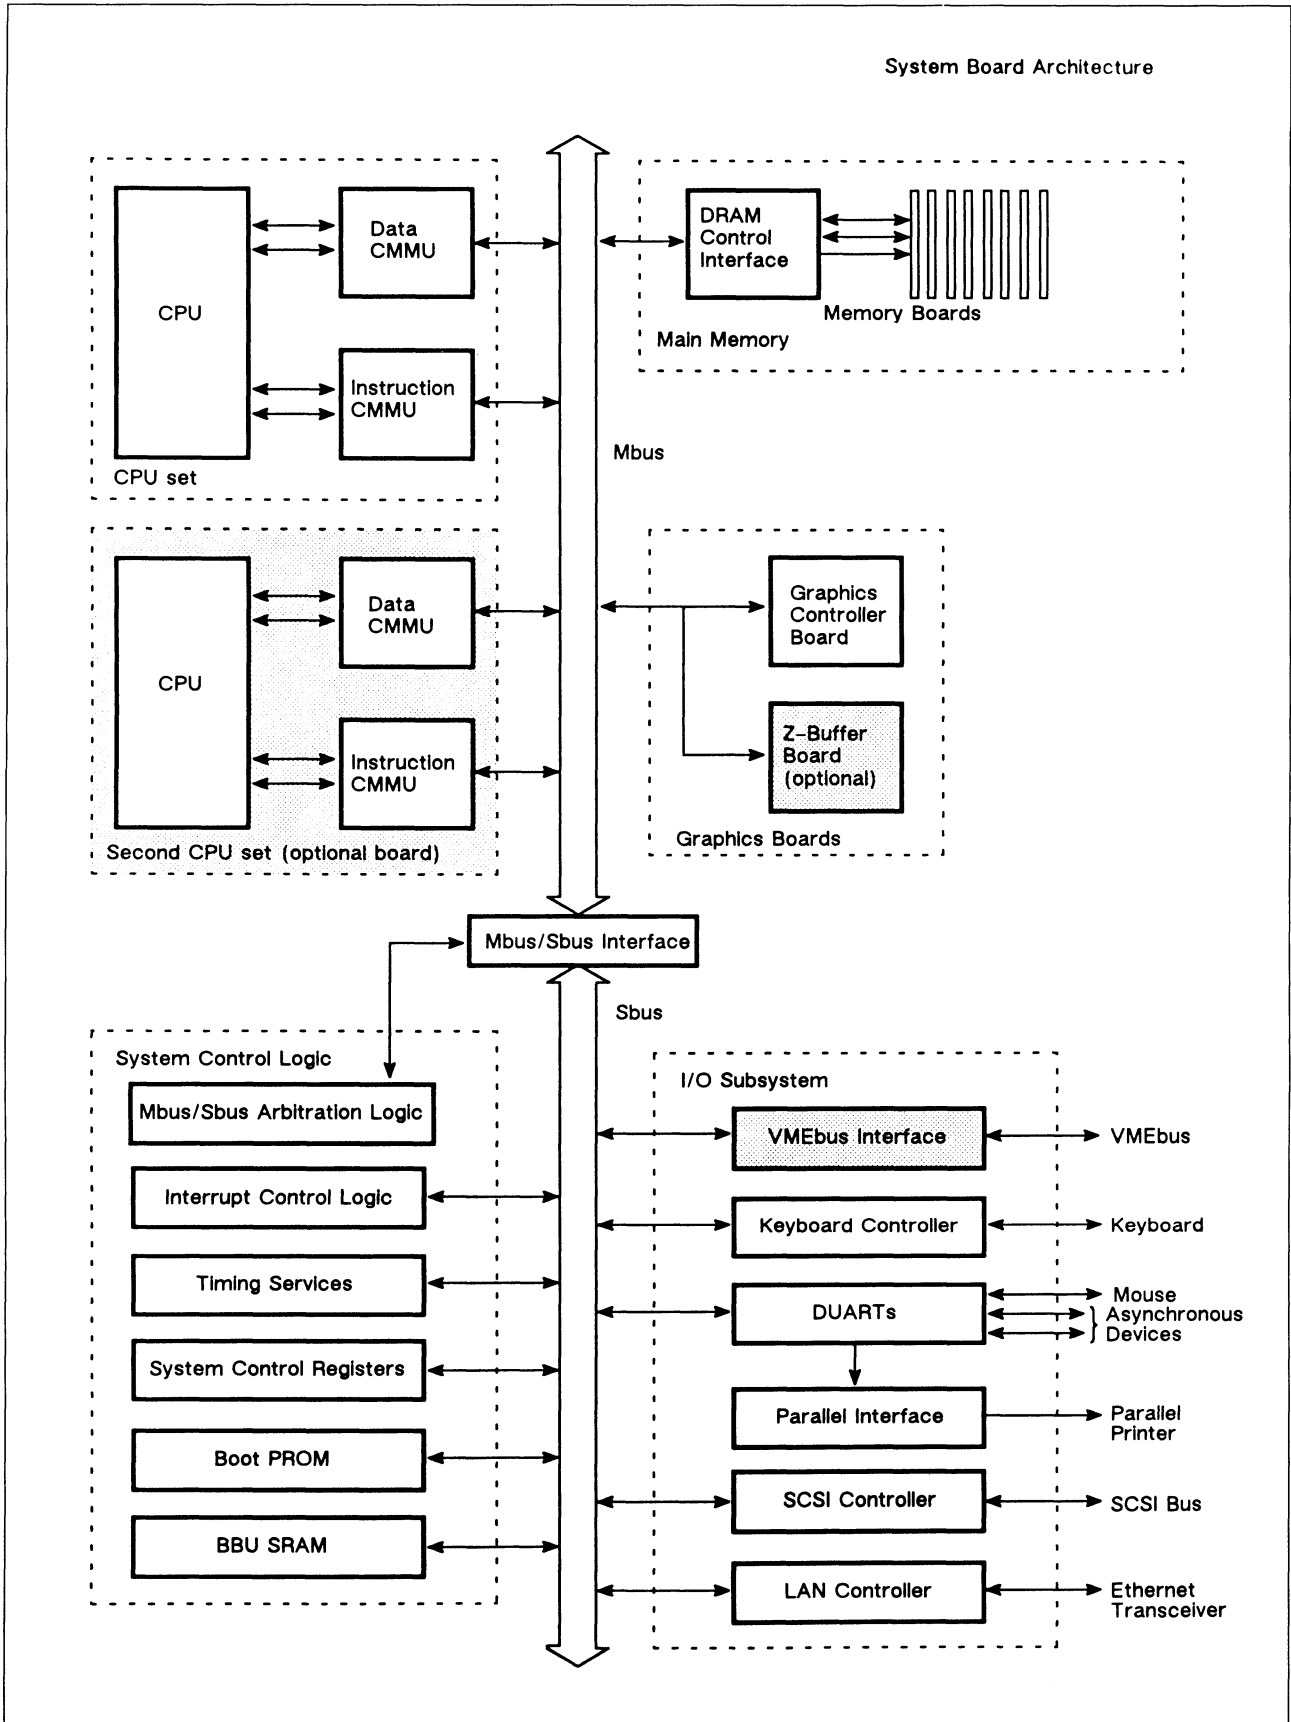 System Board Architecture
CPU
Data
CMMU
Instruction
CMMU
CPU set
DRAM
Control
Interface
Memory Boards
Main Memory
Mbus
CPU
Data
CMMU
Instruction
CMMU
Second CPU set (optional board)
Graphics
Controller
Board
Z-Buffer
Board
(optional)
Graphics Boards
Mbus/Sbus Interface
Sbus
System Control Logic
Mbus/Sbus Arbitration Logic
Interrupt Control Logic
Timing Services
System Control Registers
Boot PROM
BBU SRAM
I/O Subsystem
VMEbus Interface
VMEbus
Keyboard Controller
Keyboard
DUARTs
Mouse
Asynchronous
Devices
Parallel Interface
Parallel
Printer
SCSI Controller
SCSI Bus
LAN Controller
Ethernet
Transceiver